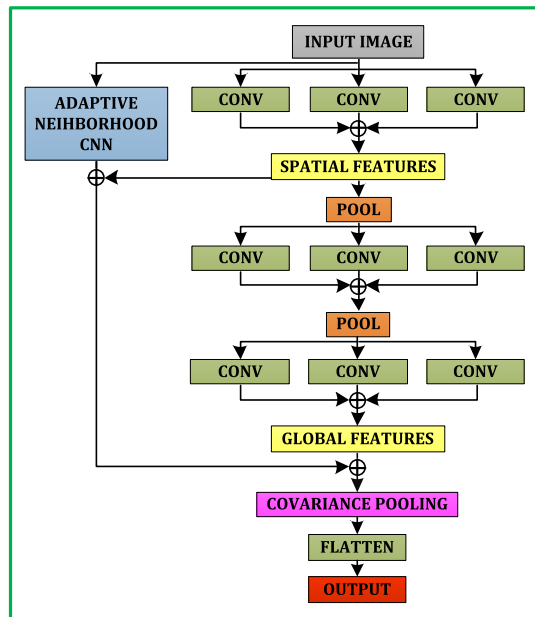 INPUT IMAGE
ADAPTIVE
NEIHBORHOOD
CNN
CONV CONV CONV
SPATIAL FEATURES
POOL
CONV CONV CONV
POOL
CONV CONV CONV
GLOBAL FEATURES
COVARIANCE POOLING
FLATTEN
OUTPUT